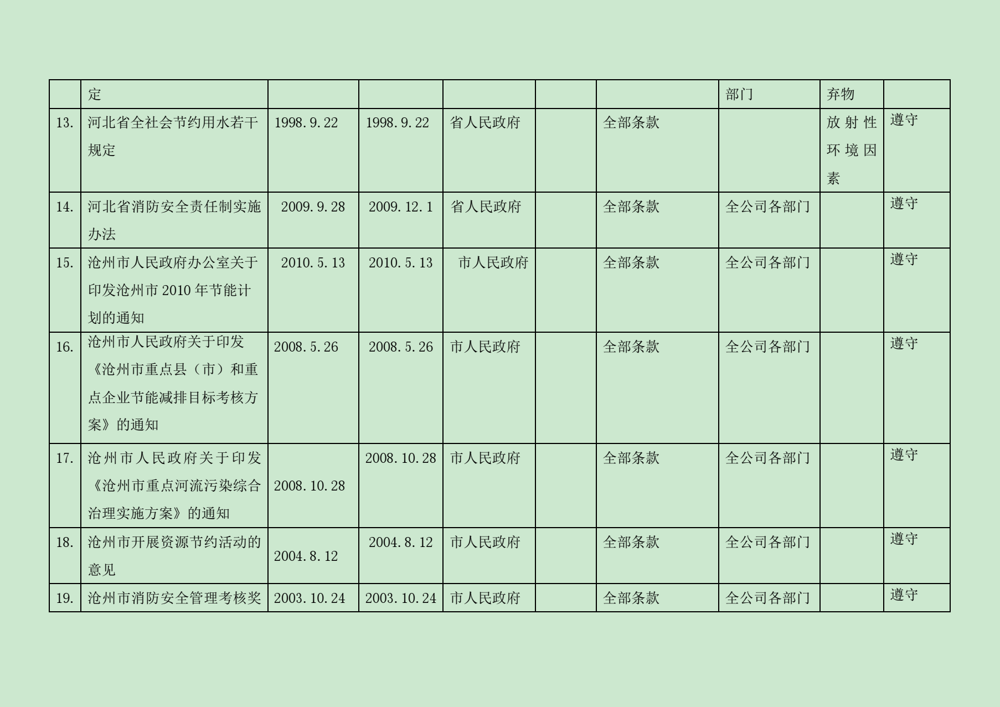 定 部门 弃物
13. 河北省全社会节约用水若干 1998.9.22 1998.9.22 省人民政府 全部条款 放射性 遵守
规定 环境因
素
14. 河北省消防安全责任制实施 2009.9.28 2009.12.1 省人民政府 全部条款 全公司各部门 遵守
办法
15. 沧州市人民政府办公室关于 2010.5.13 2010.5.13 市人民政府 全部条款 全公司各部门 遵守
印发沧州市 2010 年节能计
划的通知
16. 沧州市人民政府关于印发 2008.5.26 2008.5.26 市人民政府 全部条款 全公司各部门 遵守
《沧州市重点县（市）和重
点企业节能减排目标考核方
案》的通知
17. 沧州市人民政府关于印发 2008.10.28 市人民政府 全部条款 全公司各部门 遵守
《沧州市重点河流污染综合 2008.10.28
治理实施方案》的通知
18. 沧州市开展资源节约活动的 2004.8.12 2004.8.12 市人民政府 全部条款 全公司各部门 遵守
意见
19. 沧州市消防安全管理考核奖 2003.10.24 2003.10.24 市人民政府 全部条款 全公司各部门 遵守